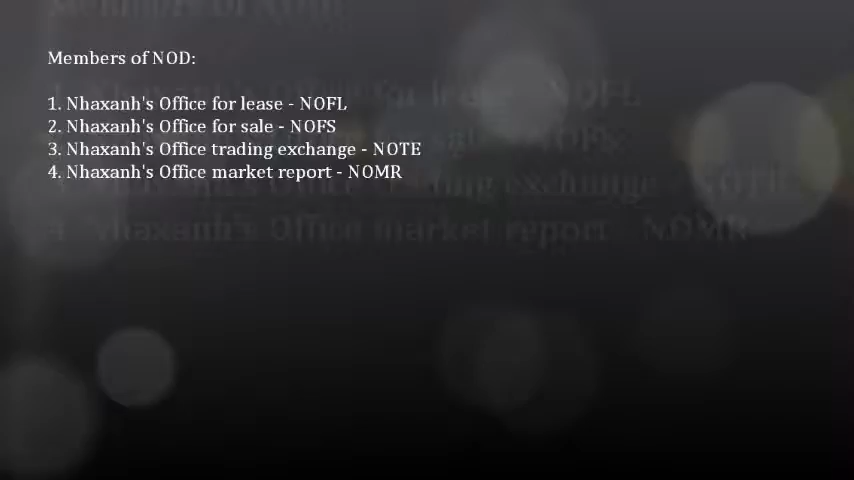 Members of NOD:
1. Nhaxanh's Office for lease - NOFL
2. Nhaxanh's Office for sale - NOFS
3. Nhaxanh's Office trading exchange - NOTE
4. Nhaxanh's Office market report - NOMR